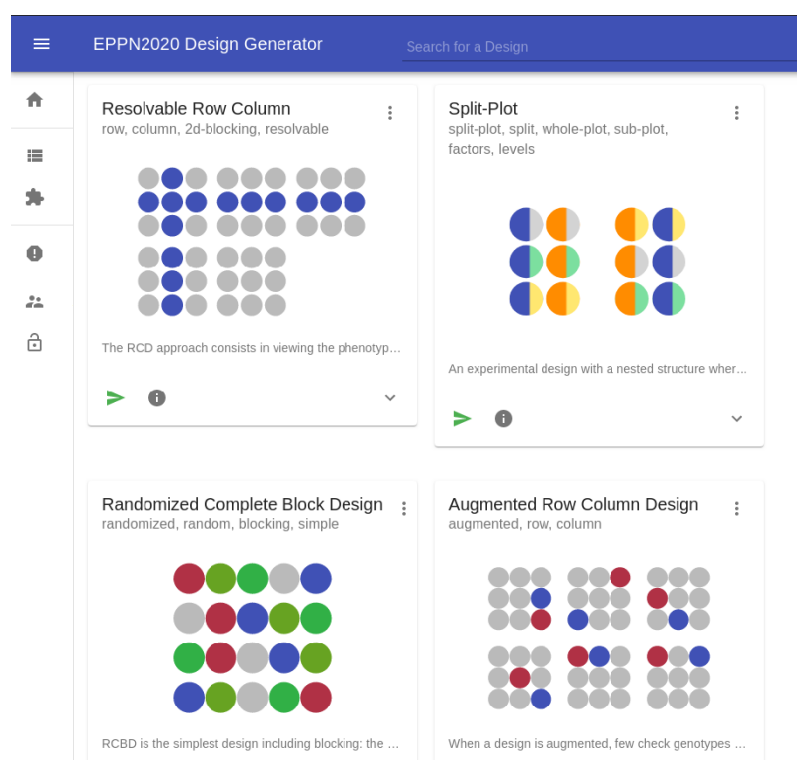 EPPN2020 Design Generator
Search for a Design
Resolvable Row Column
row, column, 2d-blocking, resolvable
The RCD approach consists in viewing the phenotyp...
Split-Plot
split-plot, split, whole-plot, sub-plot,
factors, levels
An experimental design with a nested structure wher...
Randomized Complete Block Design
randomized, random, blocking, simple
RCBD is the simplest design including blocking: the ...
Augmented Row Column Design
augmented, row, column
When a design is augmented, few check genotypes ...